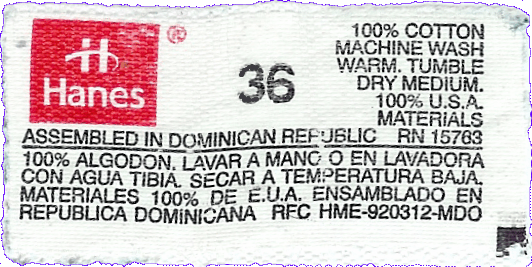 Hanes®
36
100% COTTON
MACHINE WASH
WARM. TUMBLE
DRY MEDIUM.
100% U.S.A.
MATERIALS
ASSEMBLED IN DOMINICAN REPUBLIC RN 15763
100% ALGODON. LAVAR A MANO O EN LAVADORA
CON AGUA TIBIA. SECAR A TEMPERATURA BAJA.
MATERIALES 100% DE E.U.A. ENSAMBLADO EN
REPUBLICA DOMINICANA RFC HME-920312-MDO